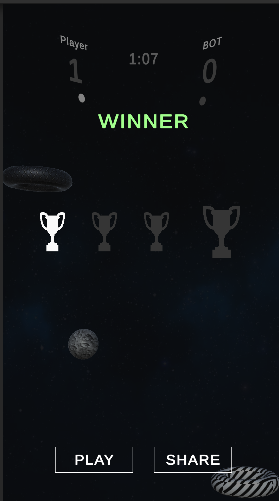 Player 1:07 BOT
1 0
WINNER
PLAY SHARE